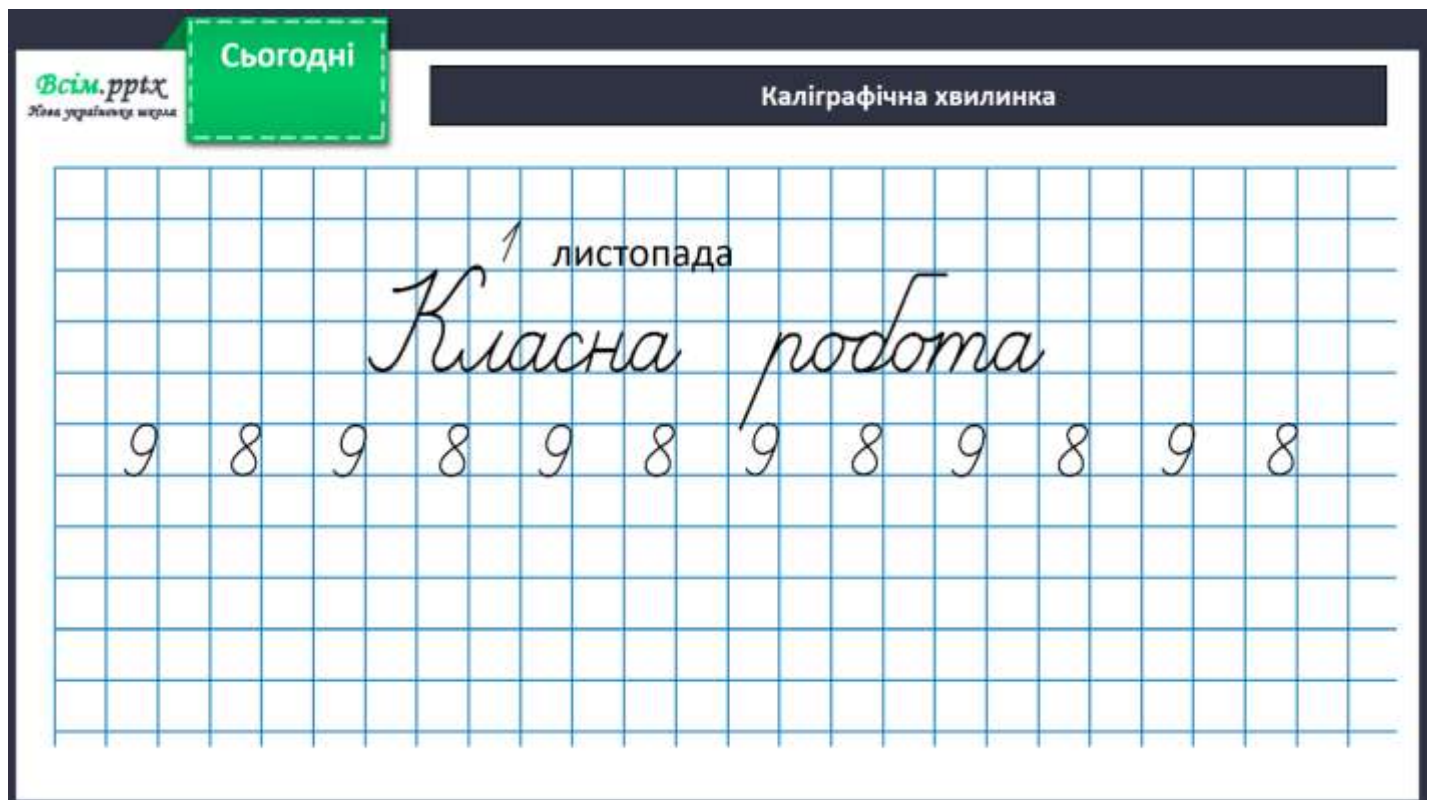 Сьогодні
Всім.pptx
Нова українська школа
Каліграфічна хвилинка
1 листопада
Класна робота
9 8 9 8 9 8 9 8 9 8 9 8